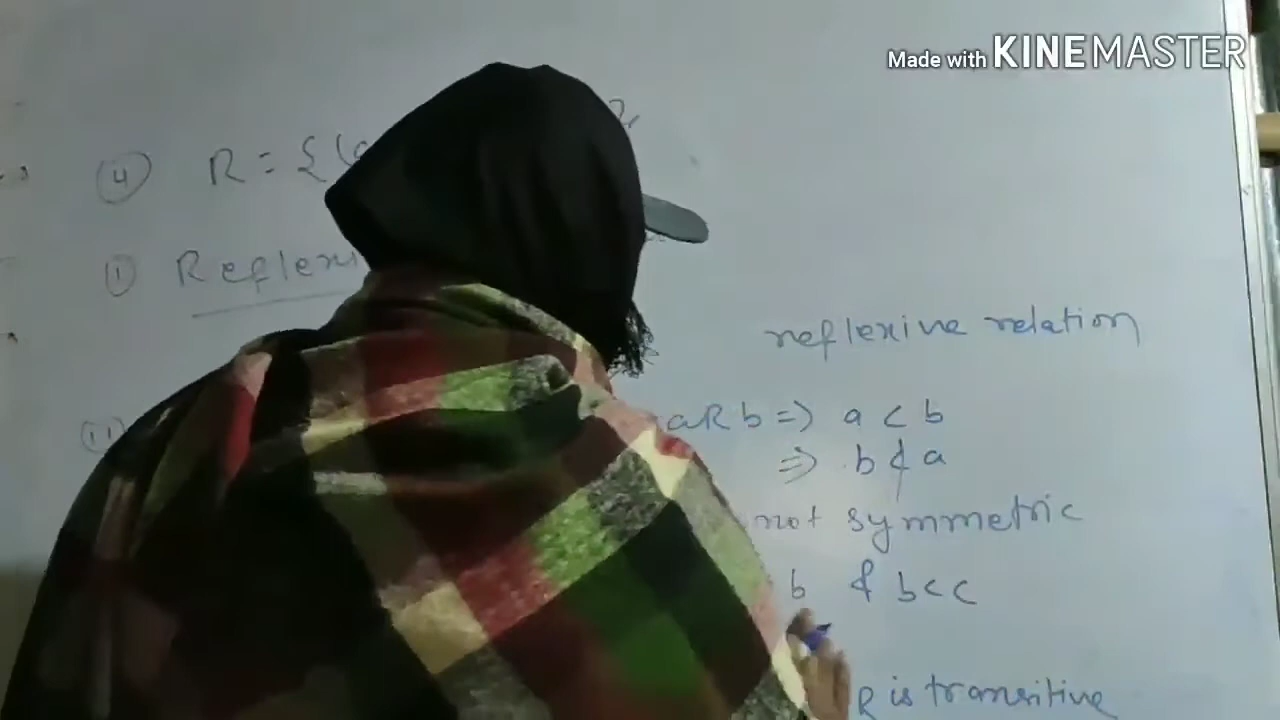 Made with KINEMASTER
④ R = {(a
① Reflexi
reflexive relation
(ii) aRb => a < b
=> b ≮ a
not symmetric
b & b < c
R is transitive